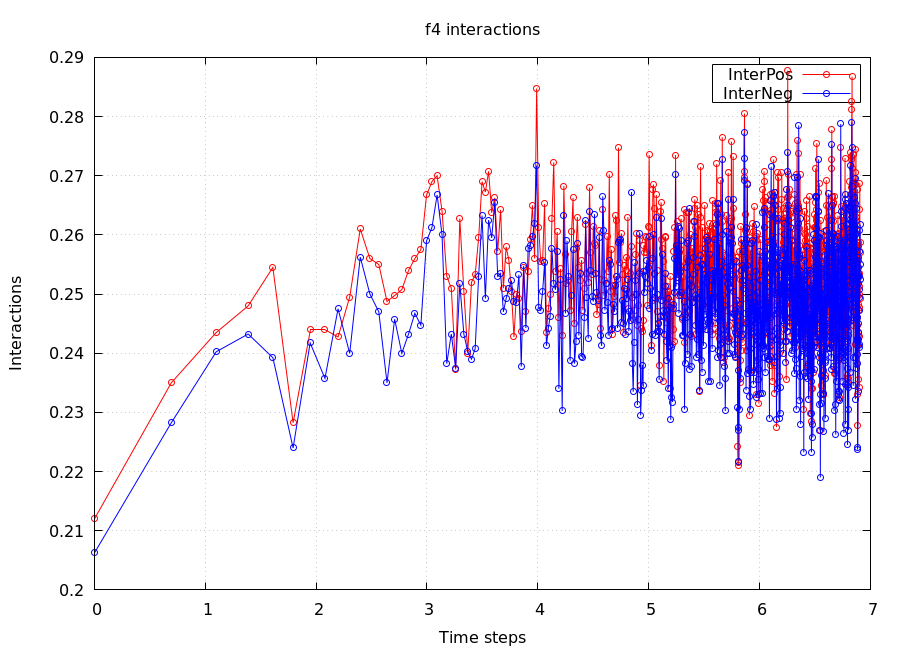 f4 interactions
InterPos
InterNeg
Interactions
0.29
0.28
0.27
0.26
0.25
0.24
0.23
0.22
0.21
0.2
0 1 2 3 4 5 6 7
Time steps